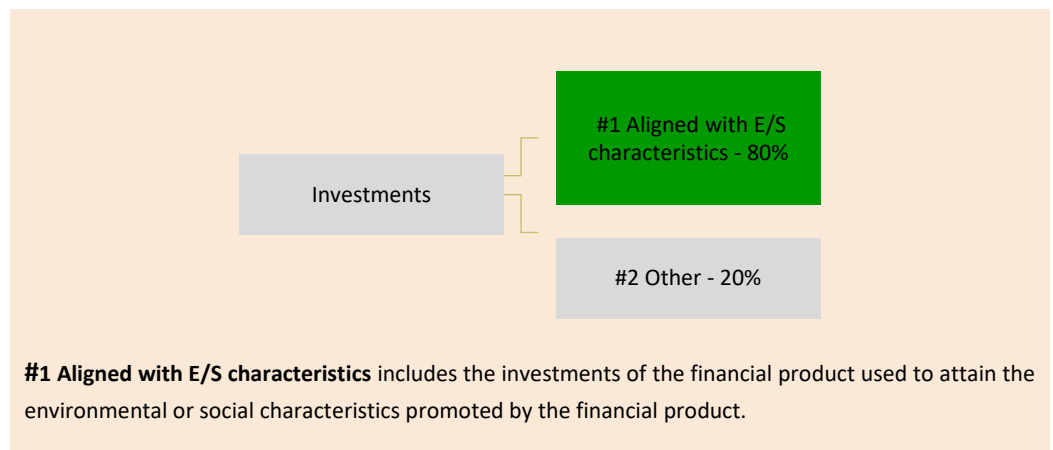 #1 Aligned with E/S
characteristics - 80%
Investments
#2 Other - 20%
#1 Aligned with E/S characteristics includes the investments of the financial product used to attain the
environmental or social characteristics promoted by the financial product.